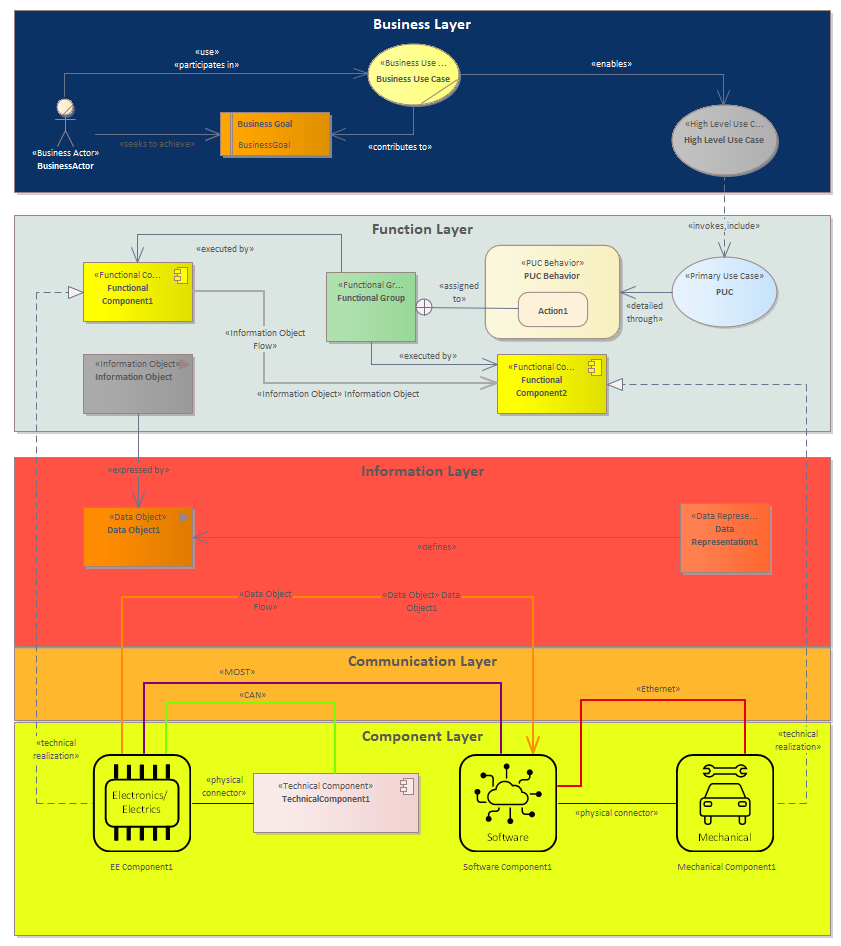 Business Layer
«use»
«participates in»
«Business Use ...
Business Use Case
«enables»
Business Goal
BusinessGoal
«seeks to achieve»
«contributes to»
«Business Actor»
BusinessActor
«High Level Use C...
High Level Use Case
«invokes,include»
Function Layer
«executed by»
«Functional Co...
Functional
Component1
«Functional Gr...
Functional Group
«assigned
to»
«PUC Behavior»
PUC Behavior
Action1
«Primary Use Case»
PUC
«detailed
through»
«Information Object
Flow»
«executed by»
«Information Object»
Information Object
«Information Object» Information Object
«Functional Co...
Functional
Component2
«expressed by»
Information Layer
«Data Object»
Data Object1
«defines»
«Data Represe...
Data
Representation1
«Data Object
Flow»
«Data Object» Data
Object1
Communication Layer
«MOST»
«CAN»
«Ethernet»
Component Layer
«technical
realization»
«technical
realization»
Electronics/
Electrics
«physical
connector»
«Technical Component»
TechnicalComponent1
Software
«physical connector»
Mechanical
EE Component1
Software Component1
Mechanical Component1